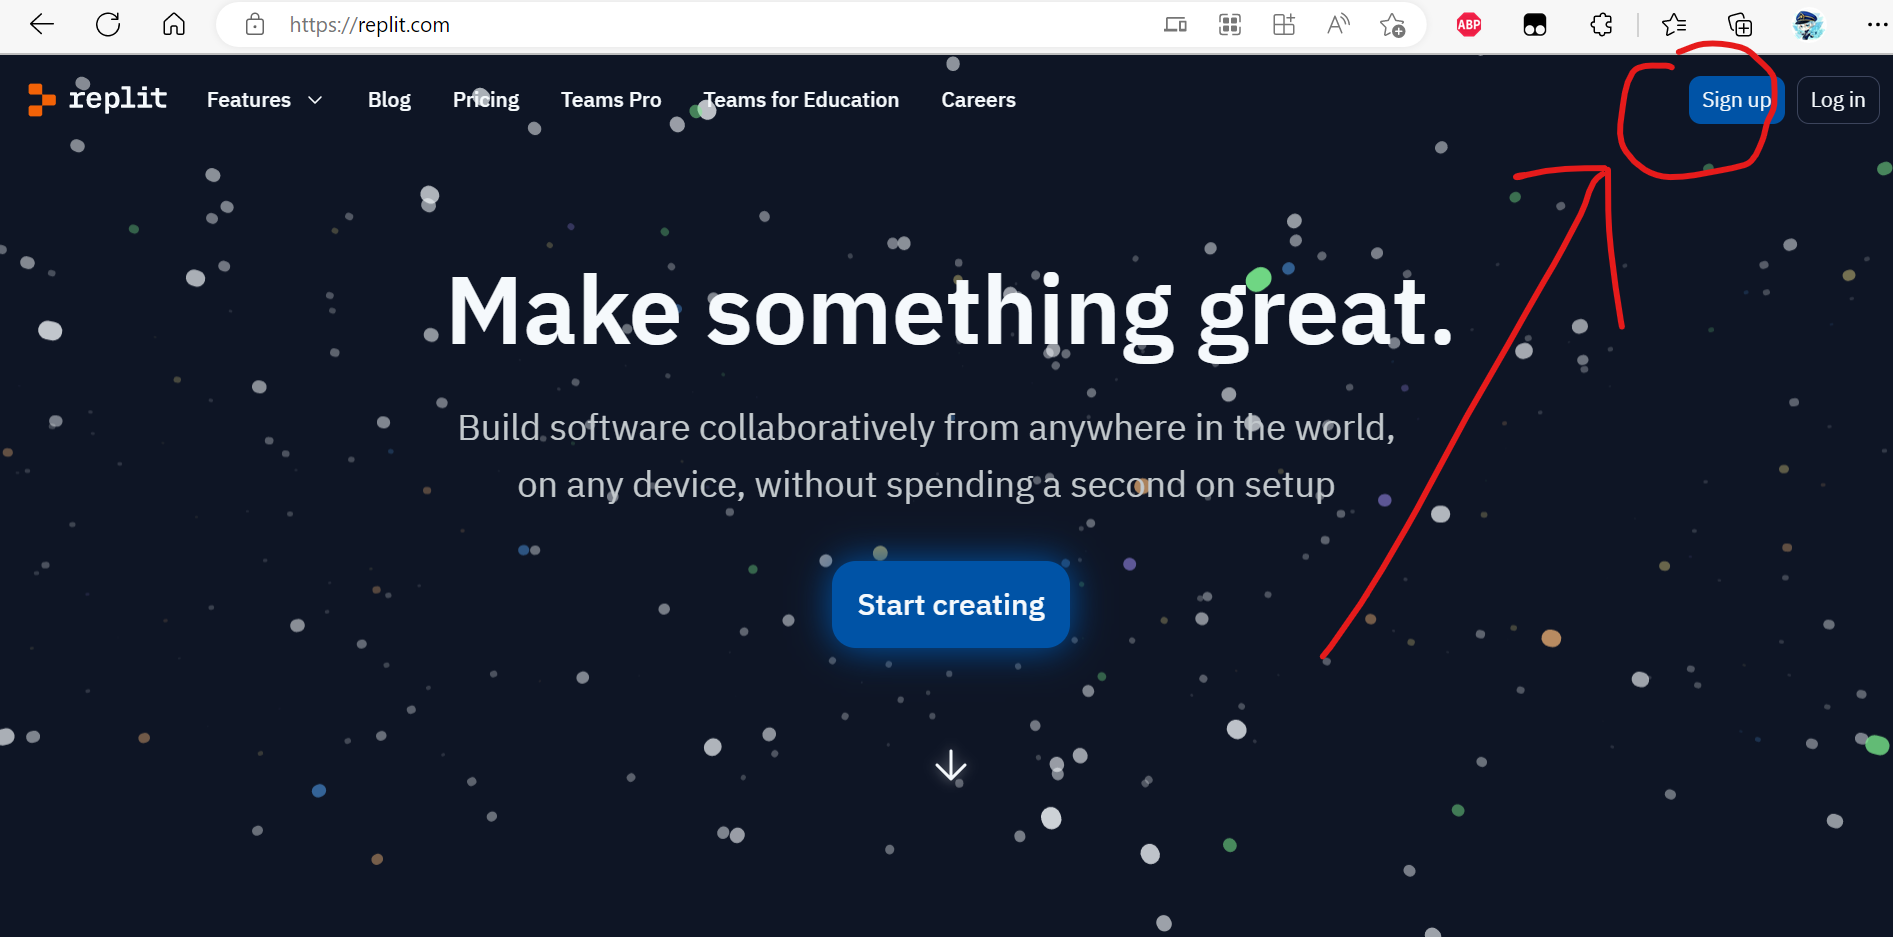 https://replit.com
ABP
replit
Features
Blog
Pricing
Teams Pro
Teams for Education
Careers
Sign up
Log in
Make something great.
Build software collaboratively from anywhere in the world,
on any device, without spending a second on setup
Start creating